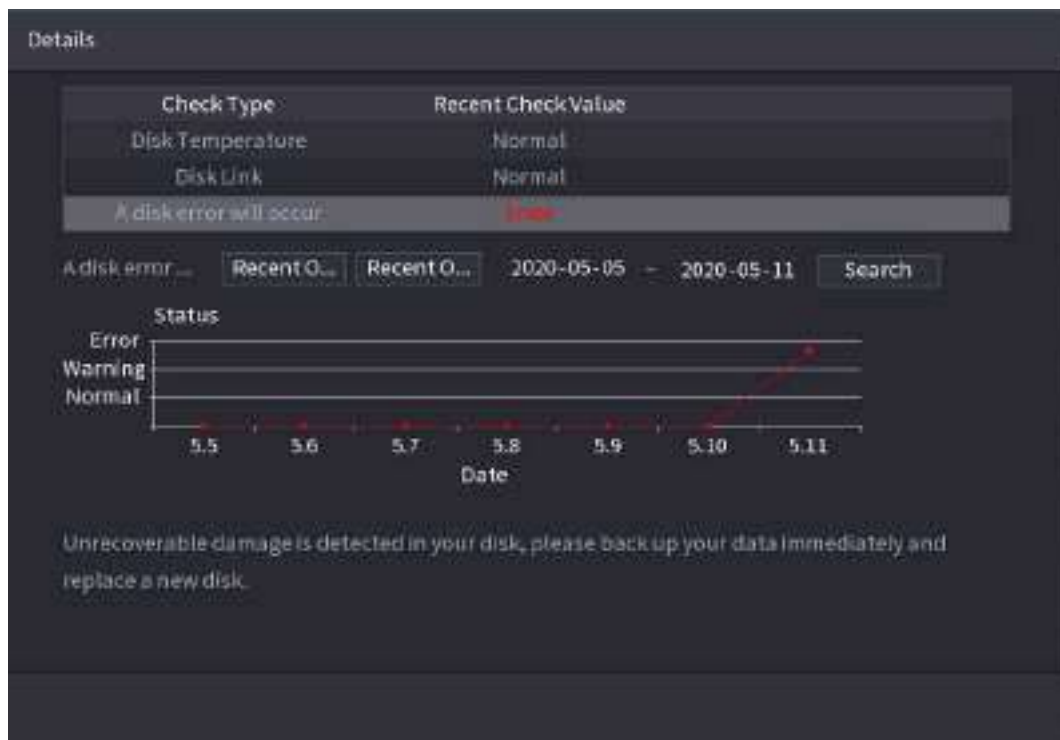 Details
Check Type Recent Check Value
Disk Temperature Normal
Disk Link Normal
A disk error will occur Error
A disk error ... Recent O... Recent O... 2020-05-05 - 2020-05-11 Search
Status
Error
Warning
Normal
5.5 5.6 5.7 5.8 5.9 5.10 5.11
Date
Unrecoverable damage is detected in your disk, please back up your data immediately and
replace a new disk.